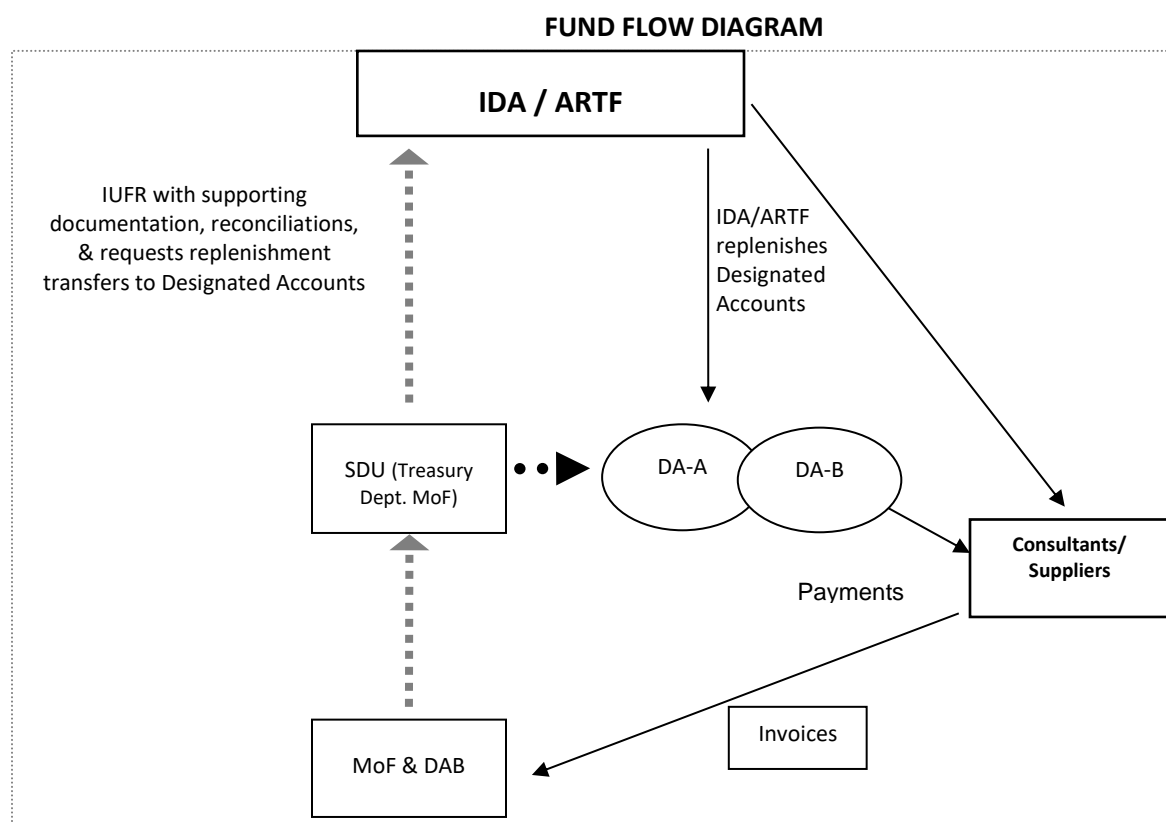 FUND FLOW DIAGRAM
IDA / ARTF
IUFR with supporting
documentation, reconciliations,
& requests replenishment
transfers to Designated Accounts
IDA/ARTF
replenishes
Designated
Accounts
SDU (Treasury
Dept. MoF)
DA-A
DA-B
Consultants/
Suppliers
Payments
Invoices
MoF & DAB